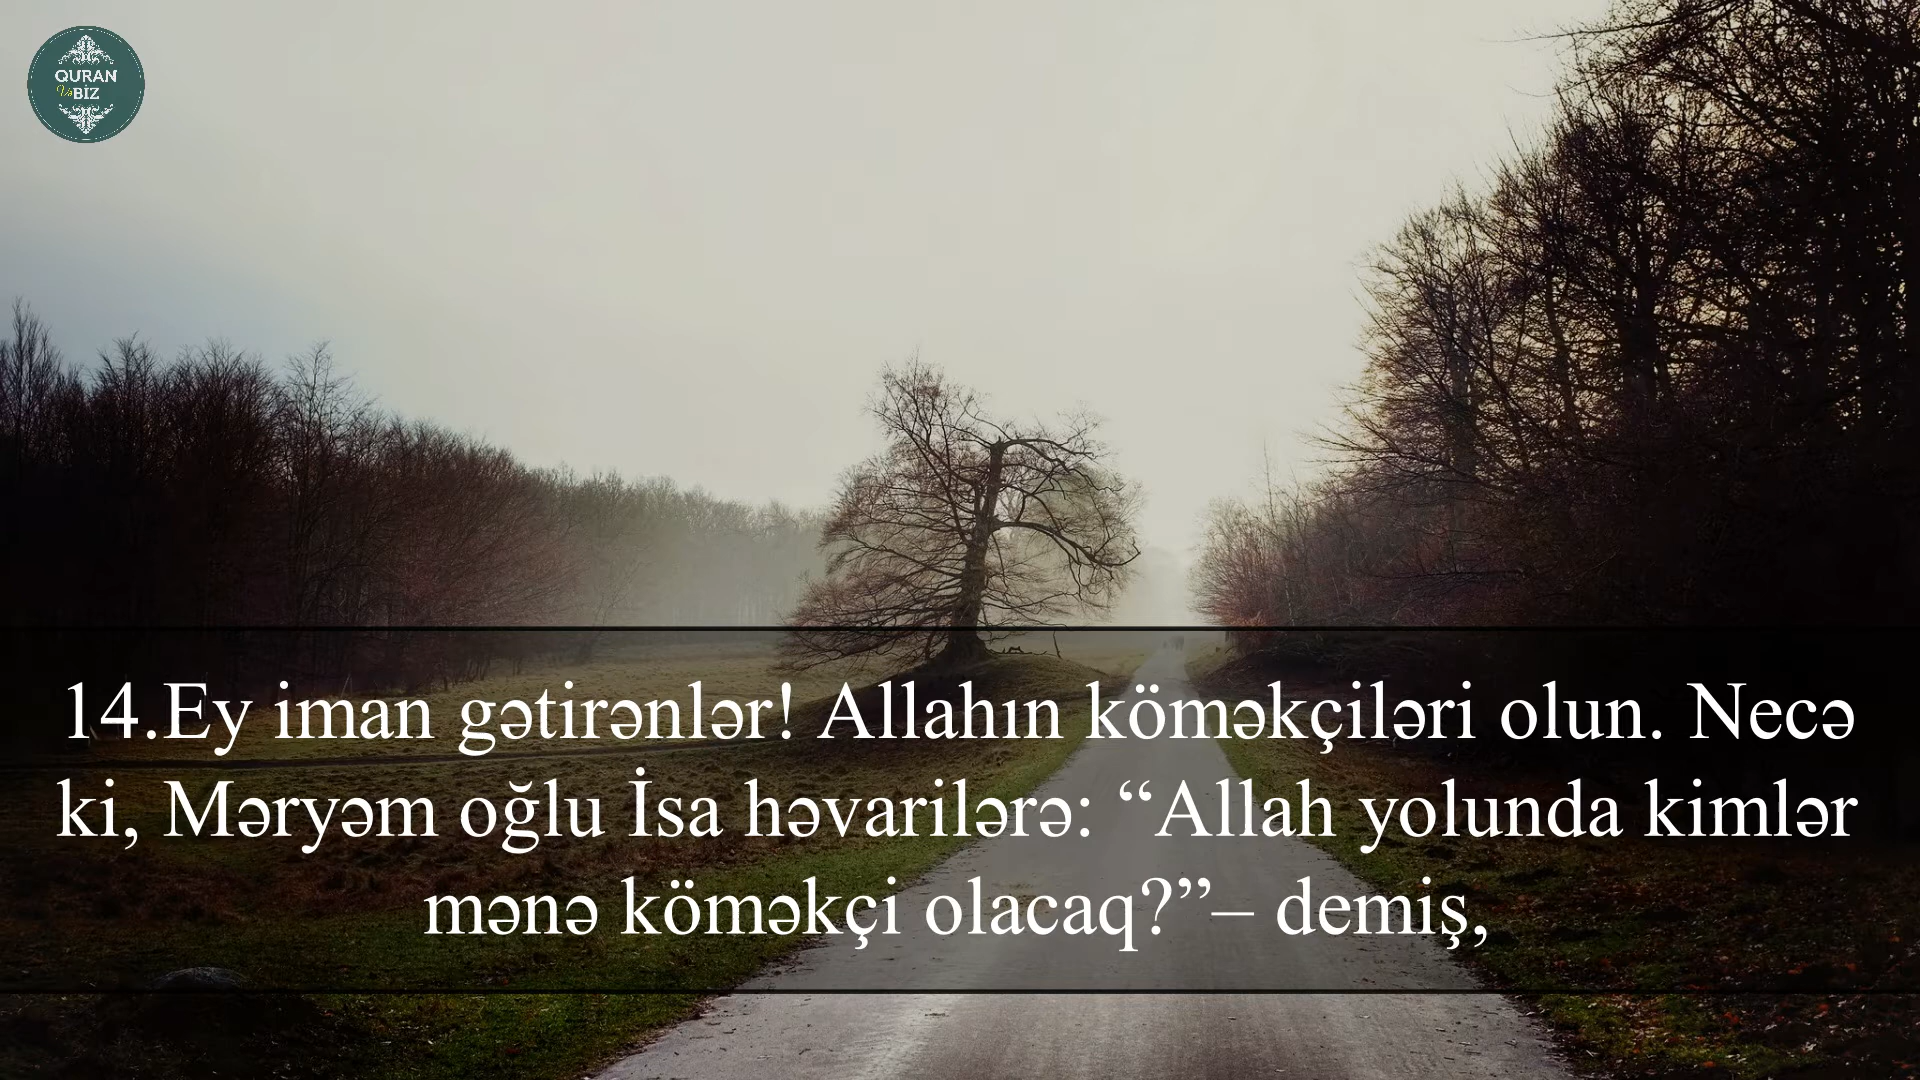 QURAN
Və BİZ
14.Ey iman gətirənlər! Allahın köməkçiləri olun. Necə
ki, Məryəm oğlu İsa həvarilərə: “Allah yolunda kimlər
mənə köməkçi olacaq?”– demiş,